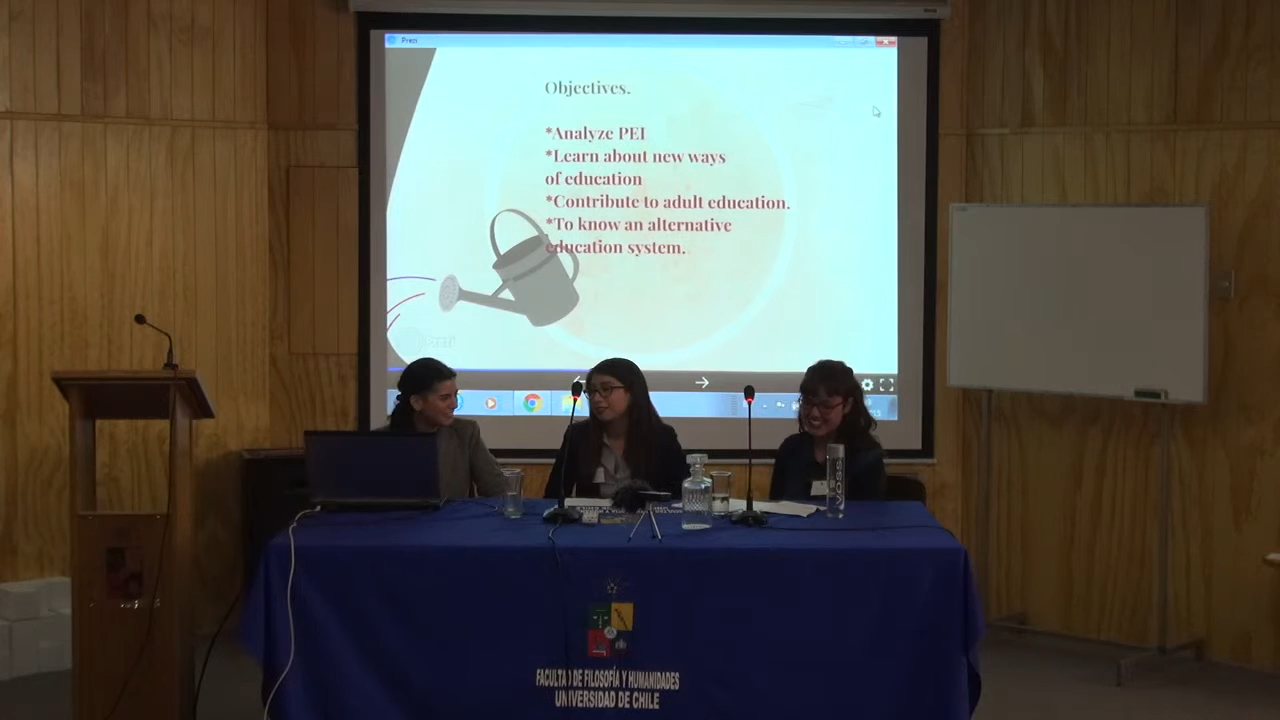 Prezi
Objectives.
*Analyze PEI
*Learn about new ways
of education
*Contribute to adult education.
*To know an alternative
education system.
VOSS
FACULTAD DE FILOSOFÍA Y HUMANIDADES
UNIVERSIDAD DE CHILE